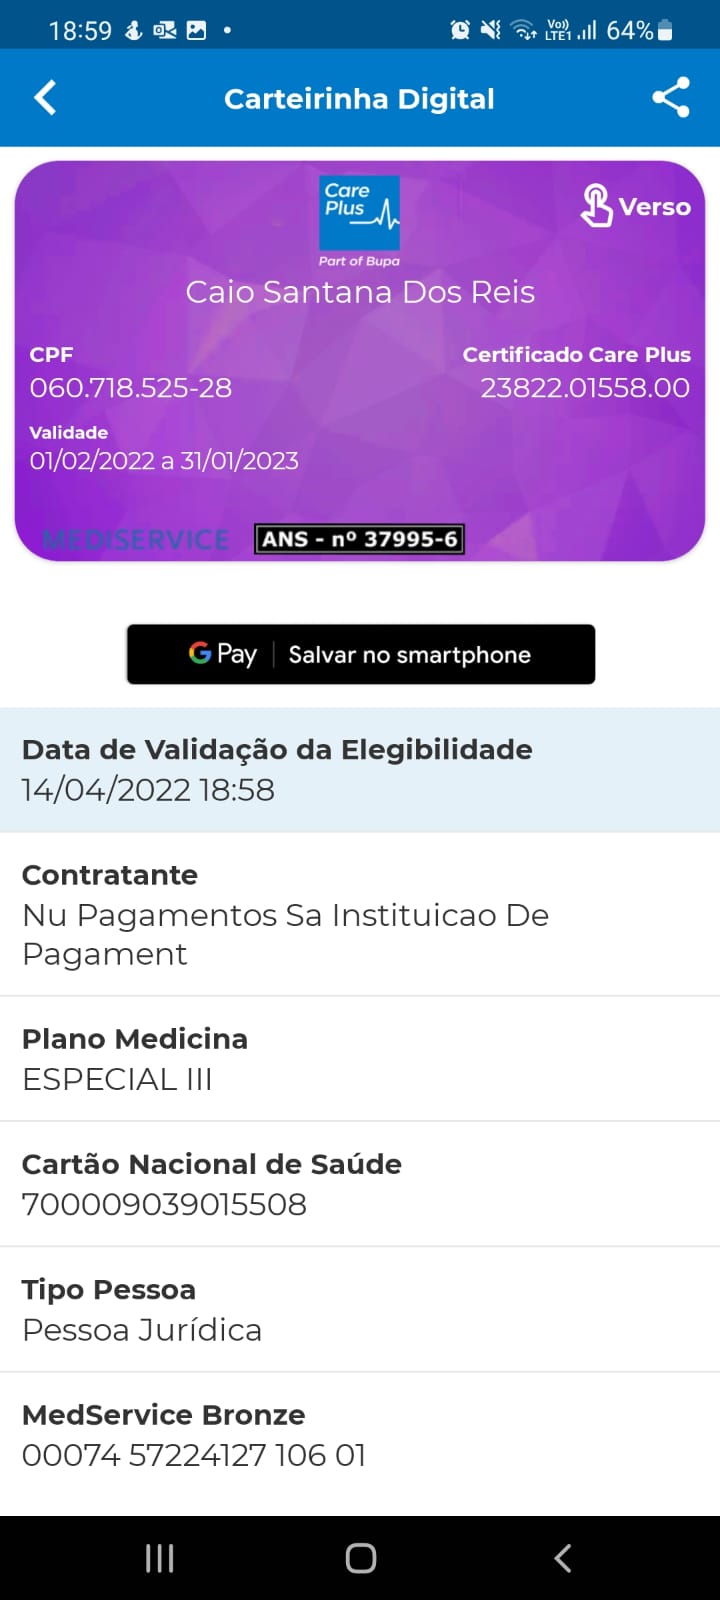 18:59
Vo))
LTE1
64%
Carteirinha Digital
Care
Plus
Part of Bupa
Verso
Caio Santana Dos Reis
CPF
Certificado Care Plus
060.718.525-28
23822.01558.00
Validade
01/02/2022 a 31/01/2023
MEDISERVICE
ANS - nº 37995-6
G Pay | Salvar no smartphone
Data de Validação da Elegibilidade
14/04/2022 18:58
Contratante
Nu Pagamentos Sa Instituicao De
Pagament
Plano Medicina
ESPECIAL III
Cartão Nacional de Saúde
700009039015508
Tipo Pessoa
Pessoa Jurídica
MedService Bronze
00074 57224127 106 01